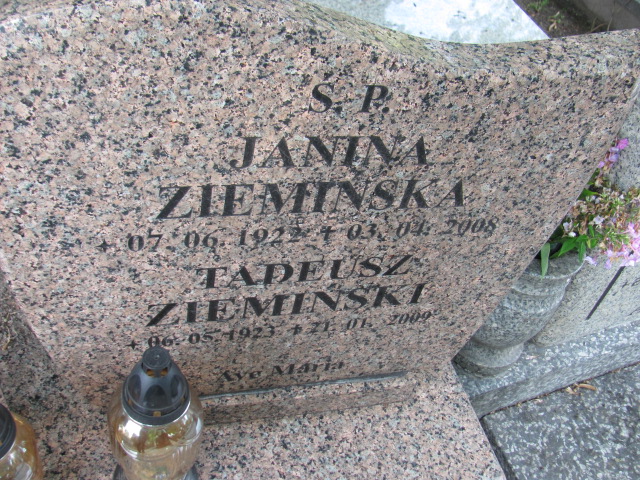 Ś. P.
JANINA
ZIEMIŃSKA
07. 06. 1922 + 03. 04. 2008
TADEUSZ
ZIEMIŃSKI
06. 05. 1923 + 21. 01. 2009
Ave Maria